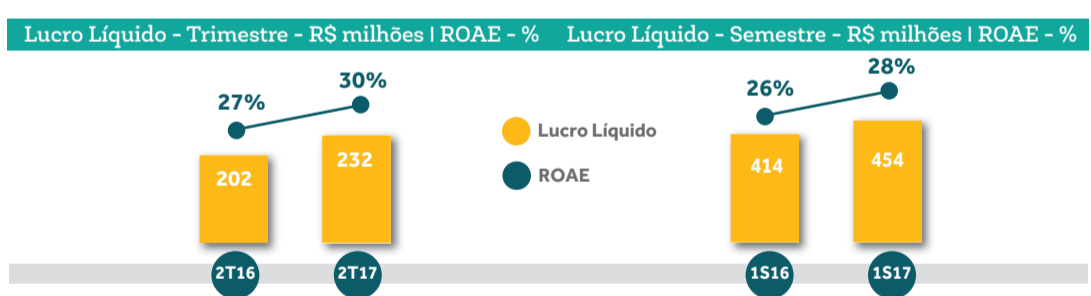 Lucro Líquido - Trimestre - R$ milhões | ROAE - %
Lucro Líquido - Semestre - R$ milhões | ROAE - %
27%
30%
202
232
2T16
2T17
Lucro Líquido
ROAE
26%
28%
414
454
1S16
1S17